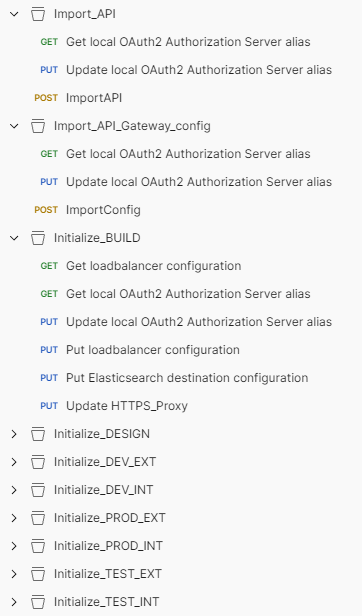 Import_API
GET Get local OAuth2 Authorization Server alias
PUT Update local OAuth2 Authorization Server alias
POST ImportAPI
Import_API_Gateway_config
GET Get local OAuth2 Authorization Server alias
PUT Update local OAuth2 Authorization Server alias
POST ImportConfig
Initialize_BUILD
GET Get loadbalancer configuration
GET Get local OAuth2 Authorization Server alias
PUT Update local OAuth2 Authorization Server alias
PUT Put loadbalancer configuration
PUT Put Elasticsearch destination configuration
PUT Update HTTPS_Proxy
Initialize_DESIGN
Initialize_DEV_EXT
Initialize_DEV_INT
Initialize_PROD_EXT
Initialize_PROD_INT
Initialize_TEST_EXT
Initialize_TEST_INT